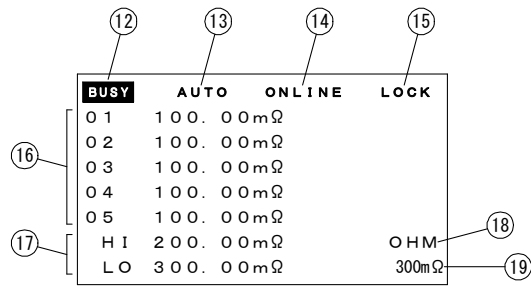 ⑫ ⑬ ⑭ ⑮
BUSY AUTO ONLINE LOCK
01 100.00mΩ
02 100.00mΩ
⑯ 03 100.00mΩ
04 100.00mΩ
05 100.00mΩ
⑱
⑰ HI 200.00mΩ OHM
LO 300.00mΩ 300mΩ ⑲